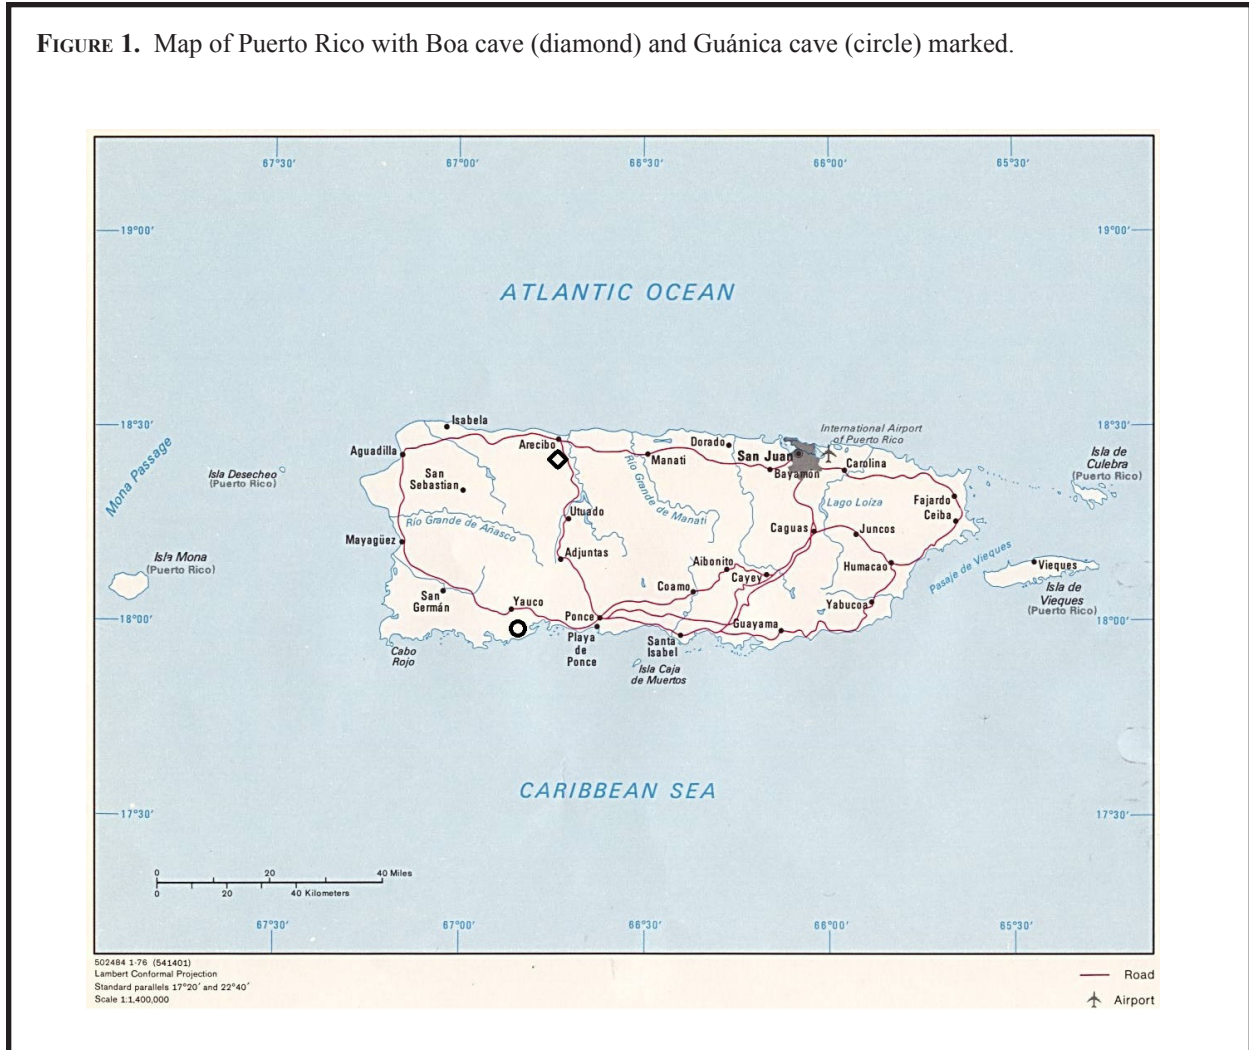 FIGURE 1. Map of Puerto Rico with Boa cave (diamond) and Guánica cave (circle) marked.
67°30′ 67°00′ 66°30′ 66°00′ 65°30′
19°00′ 19°00′
ATLANTIC OCEAN
18°30′ 18°30′
Isabela
Aguadilla
Arecibo
Dorado
International Airport
of Puerto Rico
San Juan
Manati
Bayamón
Carolina
Isla de
Culebra
(Puerto Rico)
Mona Passage
Isla Desecheo
(Puerto Rico)
San
Sebastian
Río Grande de Manatí
Lago Loíza
Fajardo
Ceiba
Río Grande de Añasco
Utuado
Caguas
Juncos
Mayagüez
Adjuntas
Isla Mona
(Puerto Rico)
Aibonito
Cayey
Humacao
Pasaje de Vieques
Vieques
Isla de
Vieques
(Puerto Rico)
Coamo
San
Germán
Yauco
Yabucoa
18°00′ 18°00′
Ponce
Guayama
Playa
de
Ponce
Santa
Isabel
Cabo
Rojo
Isla Caja
de Muertos
CARIBBEAN SEA
17°30′ 17°30′
0 20 40 Miles
0 20 40 Kilometers
67°30′ 67°00′ 66°30′ 66°00′ 65°30′
502484 1-76 (541401)
Lambert Conformal Projection
Standard parallels 17°20′ and 22°40′
Scale 1:1,400,000
Road
Airport